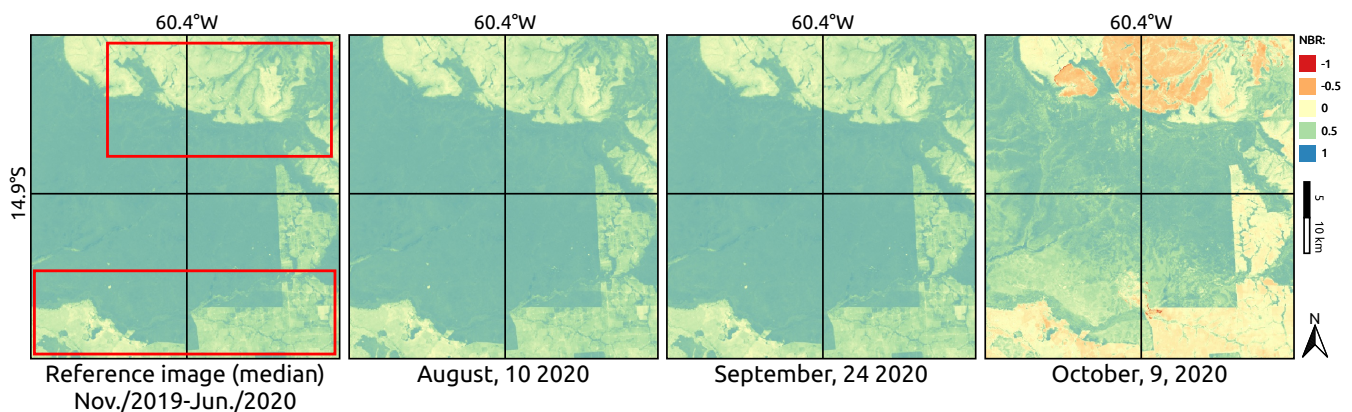 60.4°W 60.4°W 60.4°W 60.4°W
NBR:
-1
-0.5
0
0.5
1
14.9°S
5
10 km
N
Reference image (median) August, 10 2020 September, 24 2020 October, 9, 2020
Nov./2019-Jun./2020